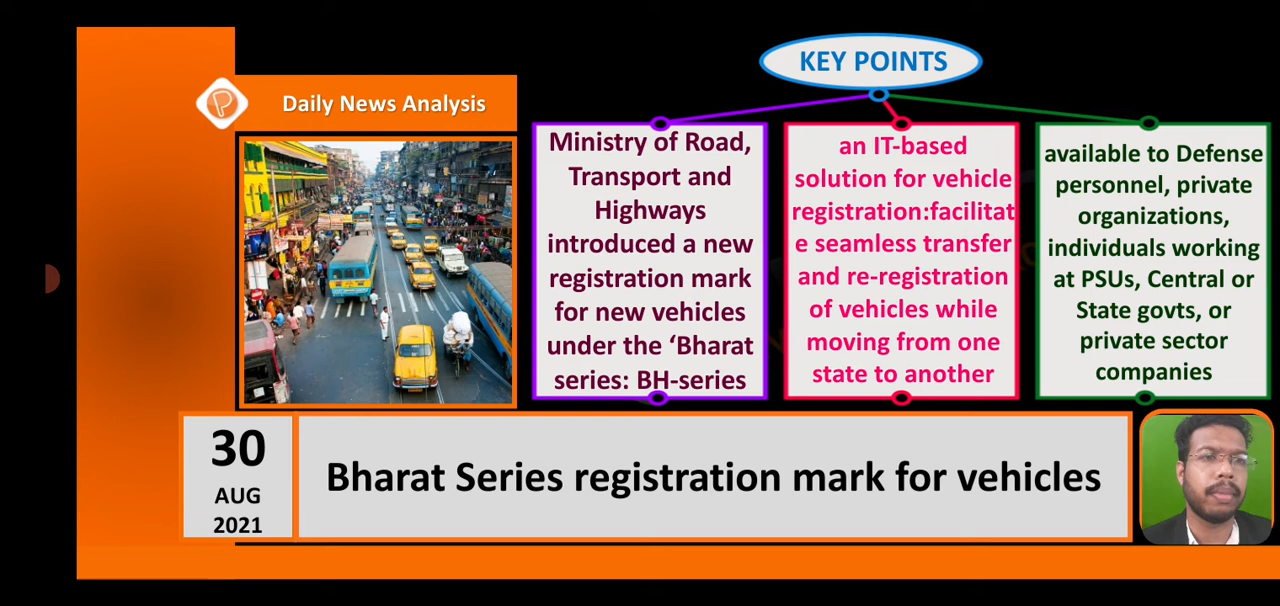 KEY POINTS
Daily News Analysis
Ministry of Road,
Transport and
Highways
introduced a new
registration mark
for new vehicles
under the ‘Bharat
series: BH-series
an IT-based
solution for vehicle
registration:facilitat
e seamless transfer
and re-registration
of vehicles while
moving from one
state to another
available to Defense
personnel, private
organizations,
individuals working
at PSUs, Central or
State govts, or
private sector
companies
30
AUG
2021
Bharat Series registration mark for vehicles